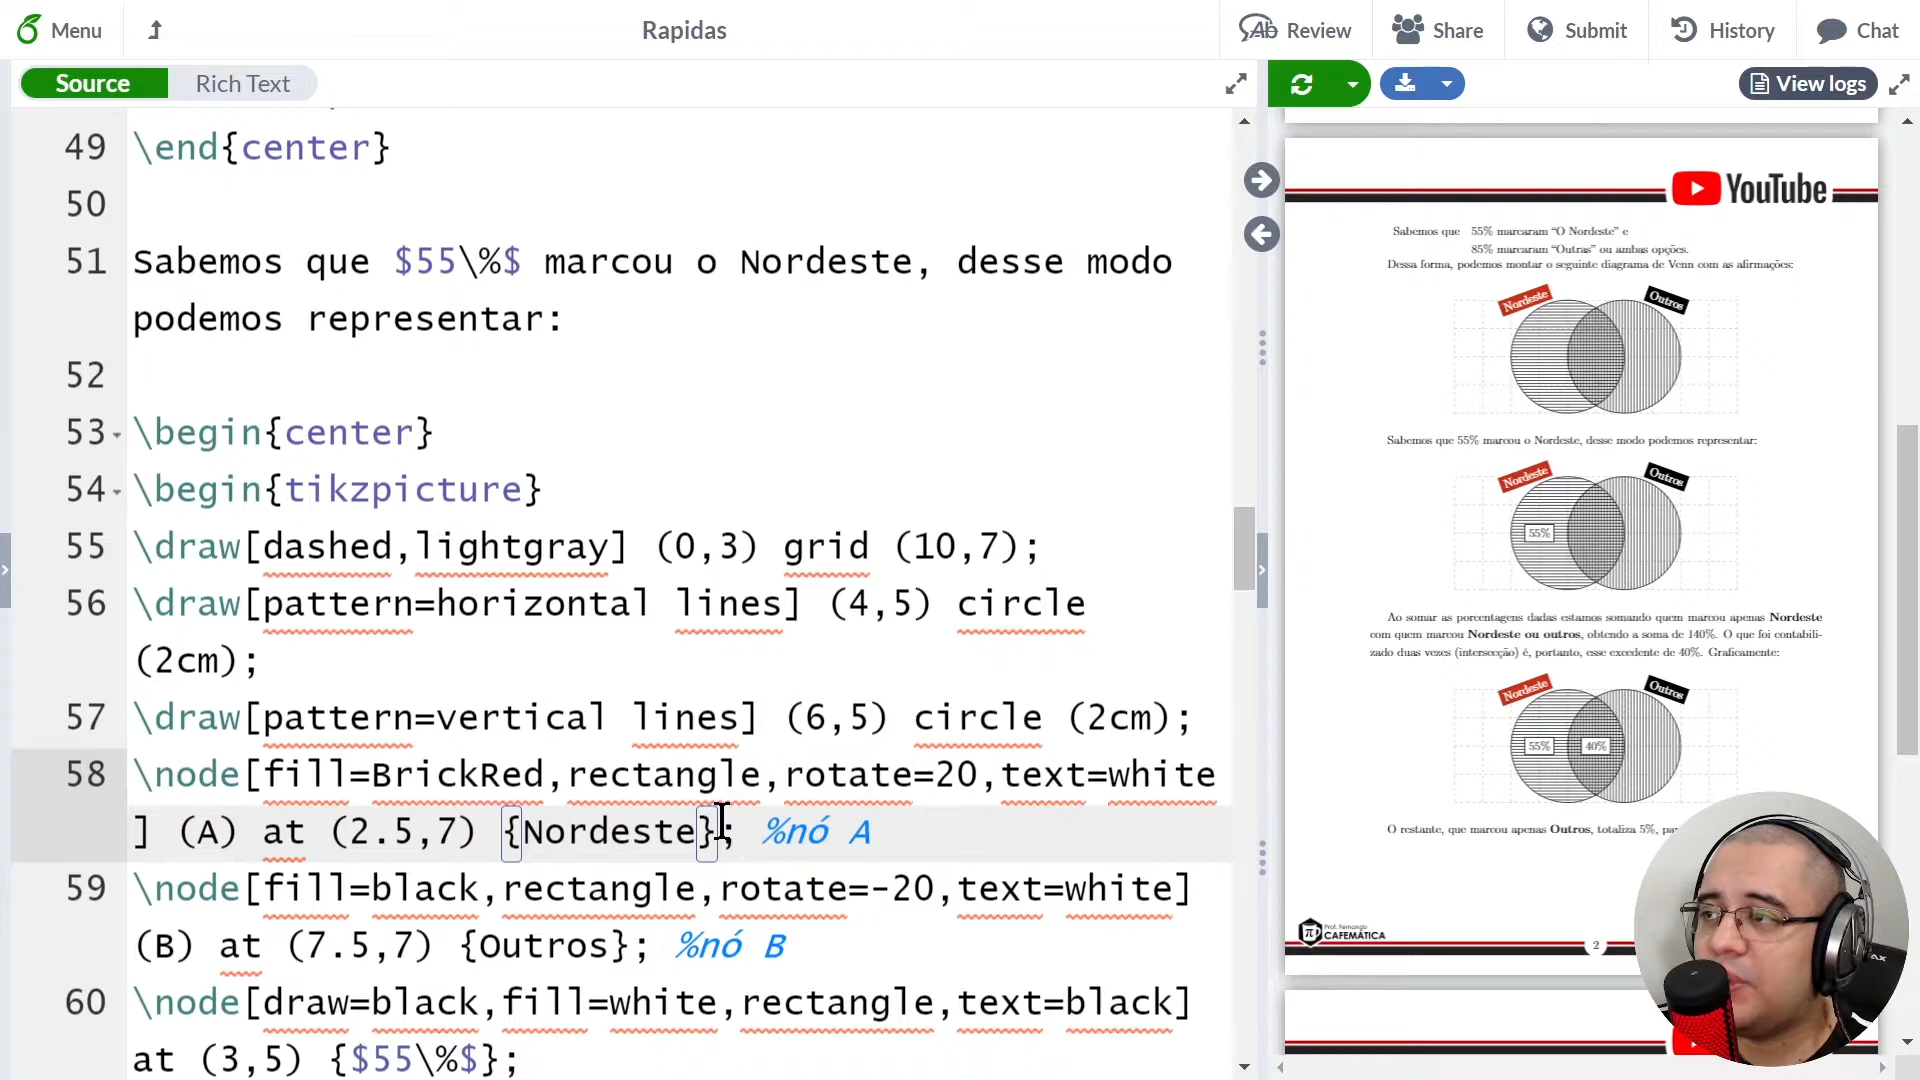 Menu
Rapidas
Review
Share
Submit
History
Chat
Source
Rich Text
View logs
49 \end{center}
50
51 Sabemos que $55\%$ marcou o Nordeste, desse modo
podemos representar:
52
53 \begin{center}
54 \begin{tikzpicture}
55 \draw[dashed,lightgray] (0,3) grid (10,7);
56 \draw[pattern=horizontal lines] (4,5) circle
(2cm);
57 \draw[pattern=vertical lines] (6,5) circle (2cm);
58 \node[fill=BrickRed,rectangle,rotate=20,text=white
] (A) at (2.5,7) {Nordeste}; %nó A
59 \node[fill=black,rectangle,rotate=-20,text=white]
(B) at (7.5,7) {Outros}; %nó B
60 \node[draw=black,fill=white,rectangle,text=black]
at (3,5) {$55\%$};
YouTube
Sabemos que 55% marcaram “O Nordeste” e
85% marcaram “Outras” ou ambas opções.
Dessa forma, podemos montar o seguinte diagrama de Venn com as afirmações:
Nordeste
Outros
Sabemos que 55% marcou o Nordeste, desse modo podemos representar:
Nordeste
Outros
55%
Ao somar as porcentagens dadas estamos somando quem marcou apenas Nordeste
com quem marcou Nordeste ou outros, obtendo a soma de 140%. O que foi contabili-
zado duas vezes (intersecção) é, portanto, esse excedente de 40%. Graficamente:
Nordeste
Outros
55%
40%
O restante, que marcou apenas Outros, totaliza 5%, pa
Prof. Fernando
CAFEMÁTICA
2